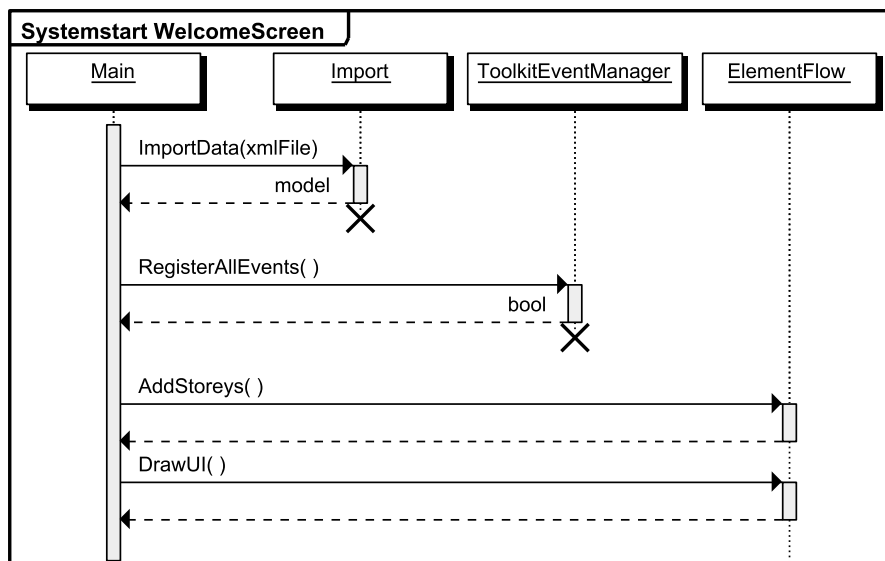 Systemstart WelcomeScreen
Main
Import
ToolkitEventManager
ElementFlow
ImportData(xmlFile)
model
RegisterAllEvents( )
bool
AddStoreys( )
DrawUI( )